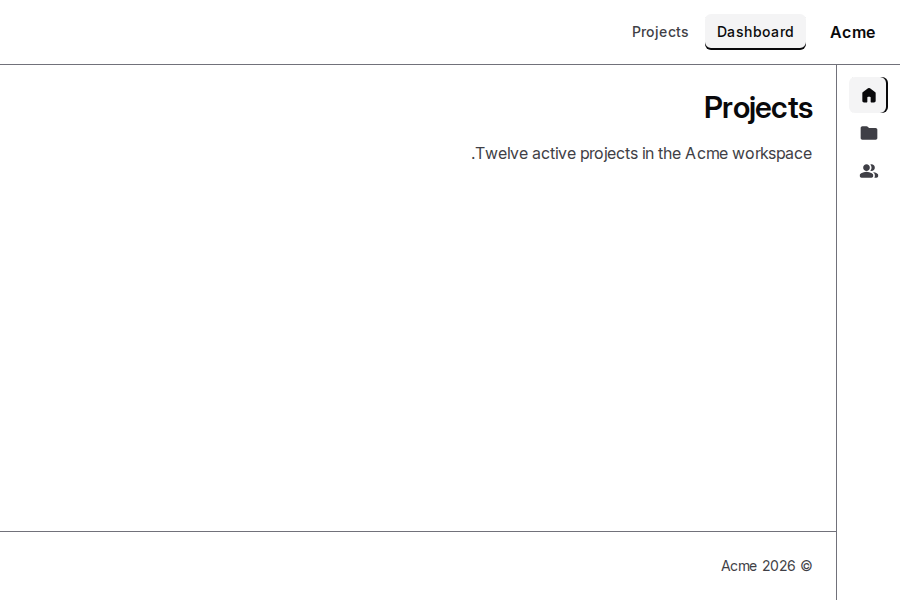 Acme
Dashboard
Projects
Projects
Twelve active projects in the Acme workspace.
© 2026 Acme